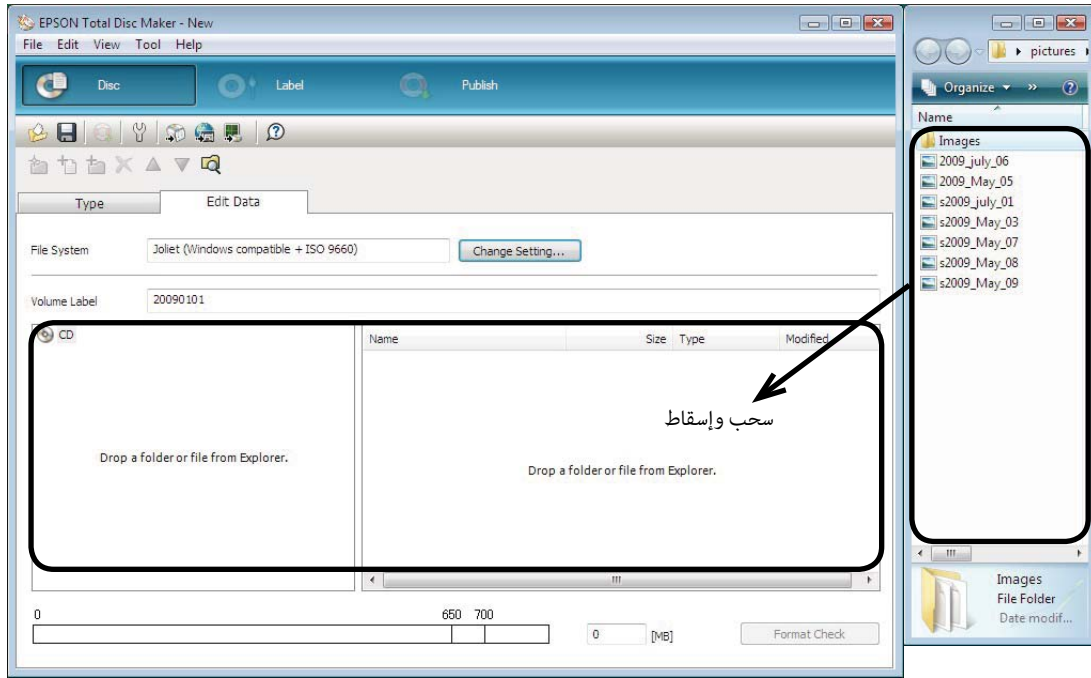 EPSON Total Disc Maker - New
File Edit View Tool Help
Disc Label Publish
Type Edit Data
File System Joliet (Windows compatible + ISO 9660) Change Setting...
Volume Label 20090101
CD
Name Size Type Modified
سحب وإسقاط
Drop a folder or file from Explorer.
Drop a folder or file from Explorer.
0 650 700
0 [MB] Format Check
pictures
Organize
Name
Images
2009_july_06
2009_May_05
s2009_july_01
s2009_May_03
s2009_May_07
s2009_May_08
s2009_May_09
Images
File Folder
Date modif...